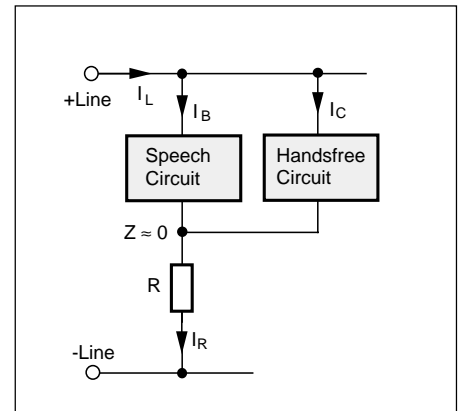 +Line
I_L
I_B
I_C
Speech
Circuit
Handsfree
Circuit
Z ≈ 0
R
I_R
-Line